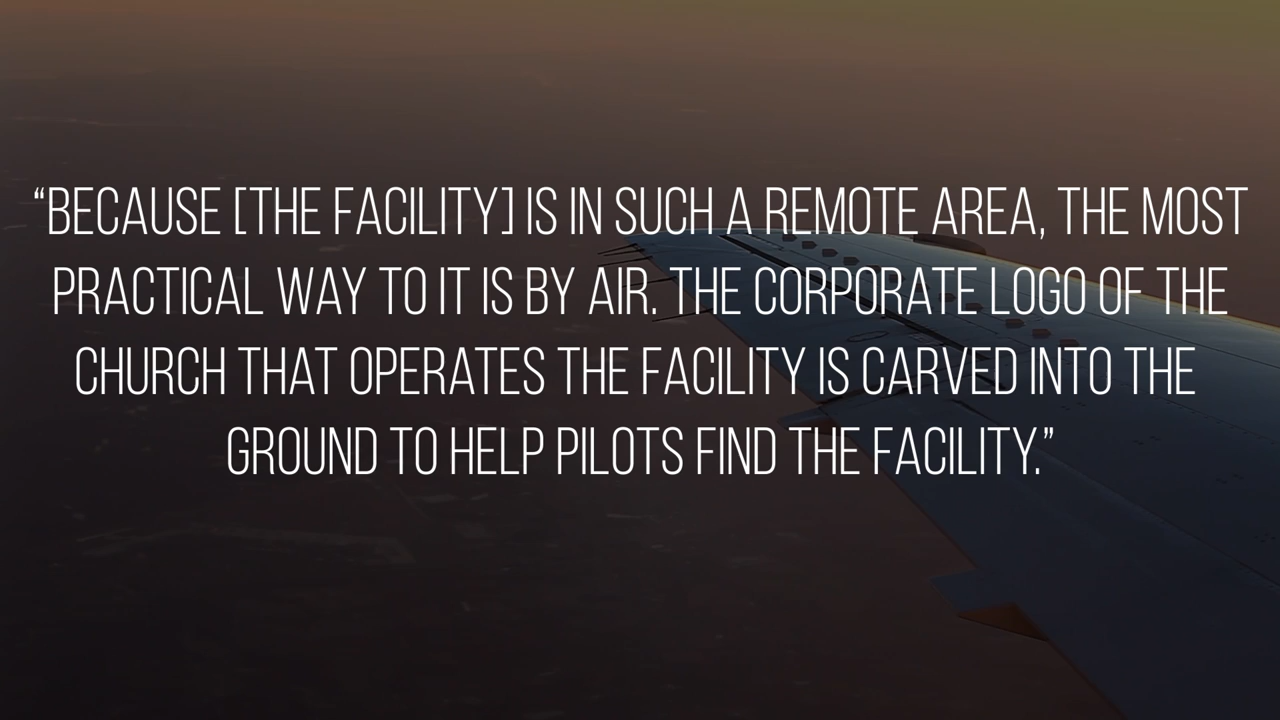 “BECAUSE [THE FACILITY] IS IN SUCH A REMOTE AREA, THE MOST
PRACTICAL WAY TO IT IS BY AIR. THE CORPORATE LOGO OF THE
CHURCH THAT OPERATES THE FACILITY IS CARVED INTO THE
GROUND TO HELP PILOTS FIND THE FACILITY.”